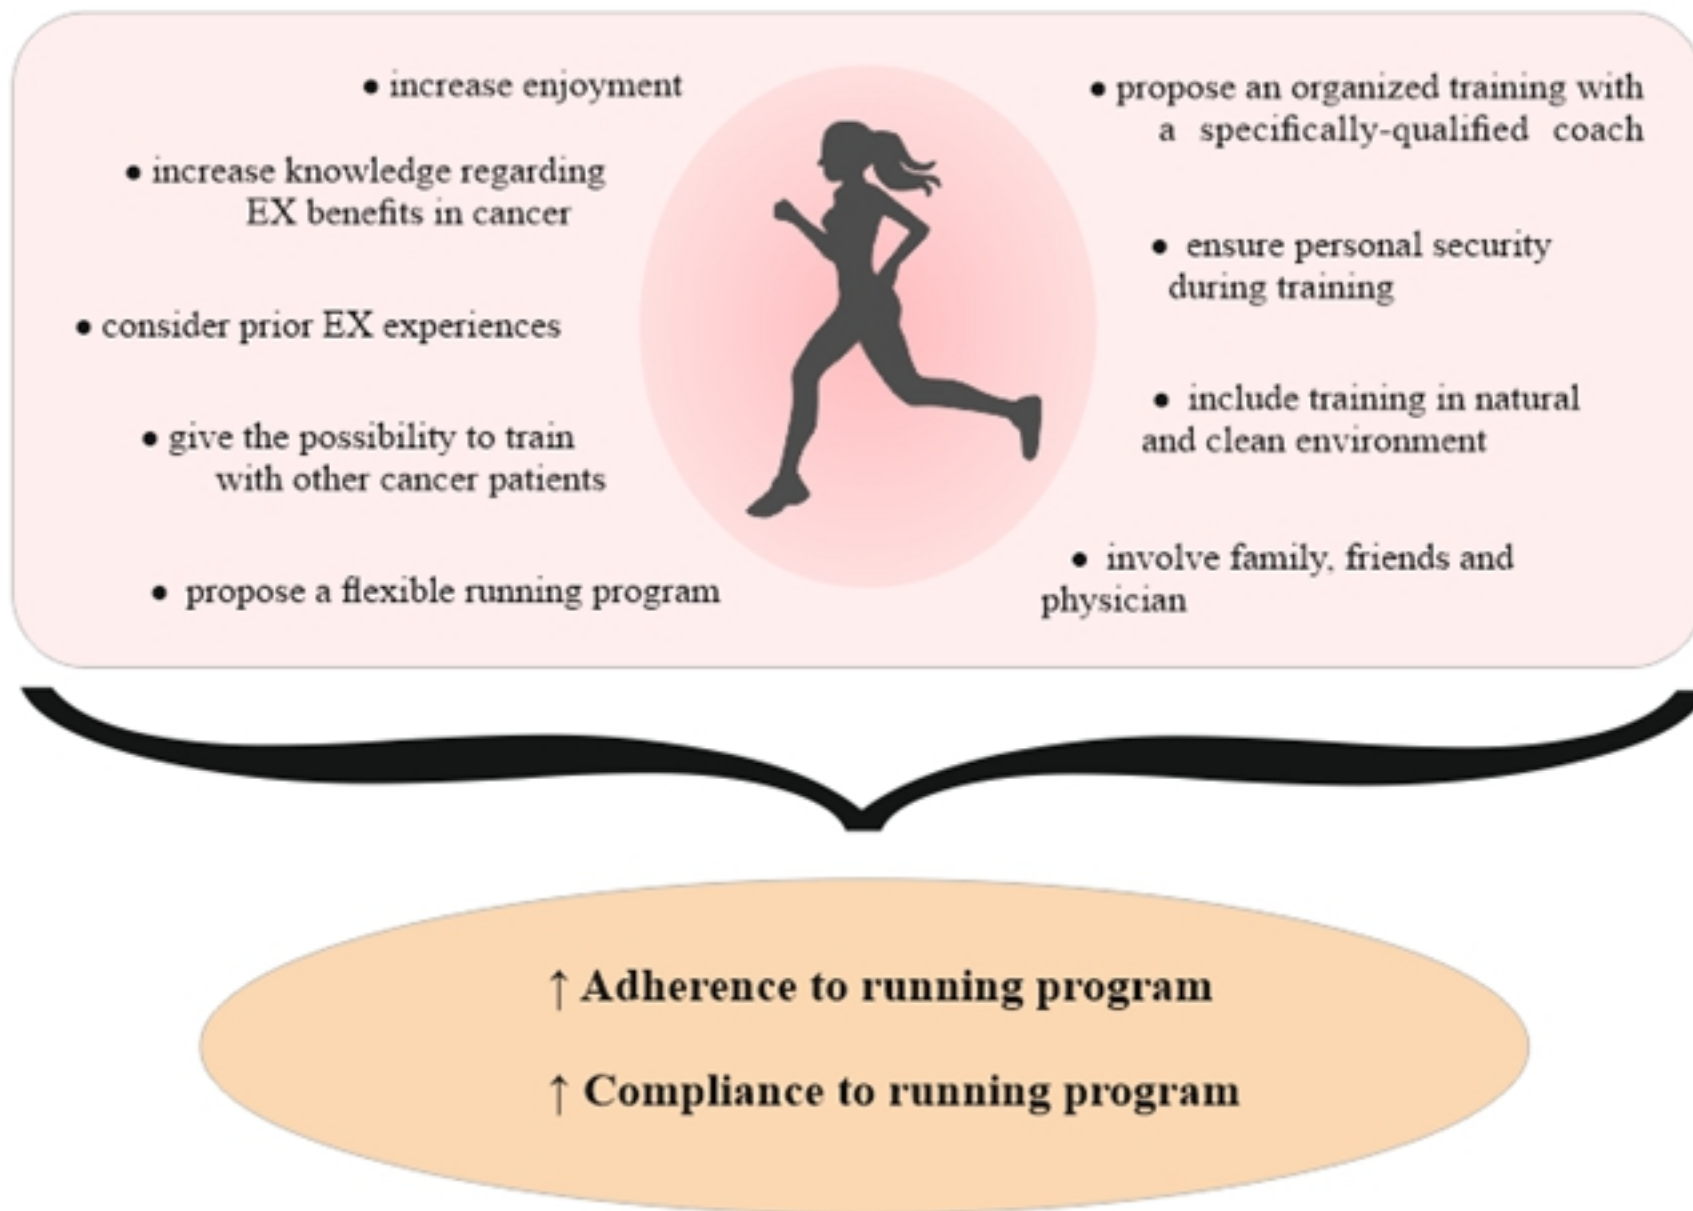 ● increase enjoyment
● increase knowledge regarding
EX benefits in cancer
● consider prior EX experiences
● give the possibility to train
with other cancer patients
● propose a flexible running program
● propose an organized training with
a specifically-qualified coach
● ensure personal security
during training
● include training in natural
and clean environment
● involve family, friends and
physician
↑ Adherence to running program
↑ Compliance to running program